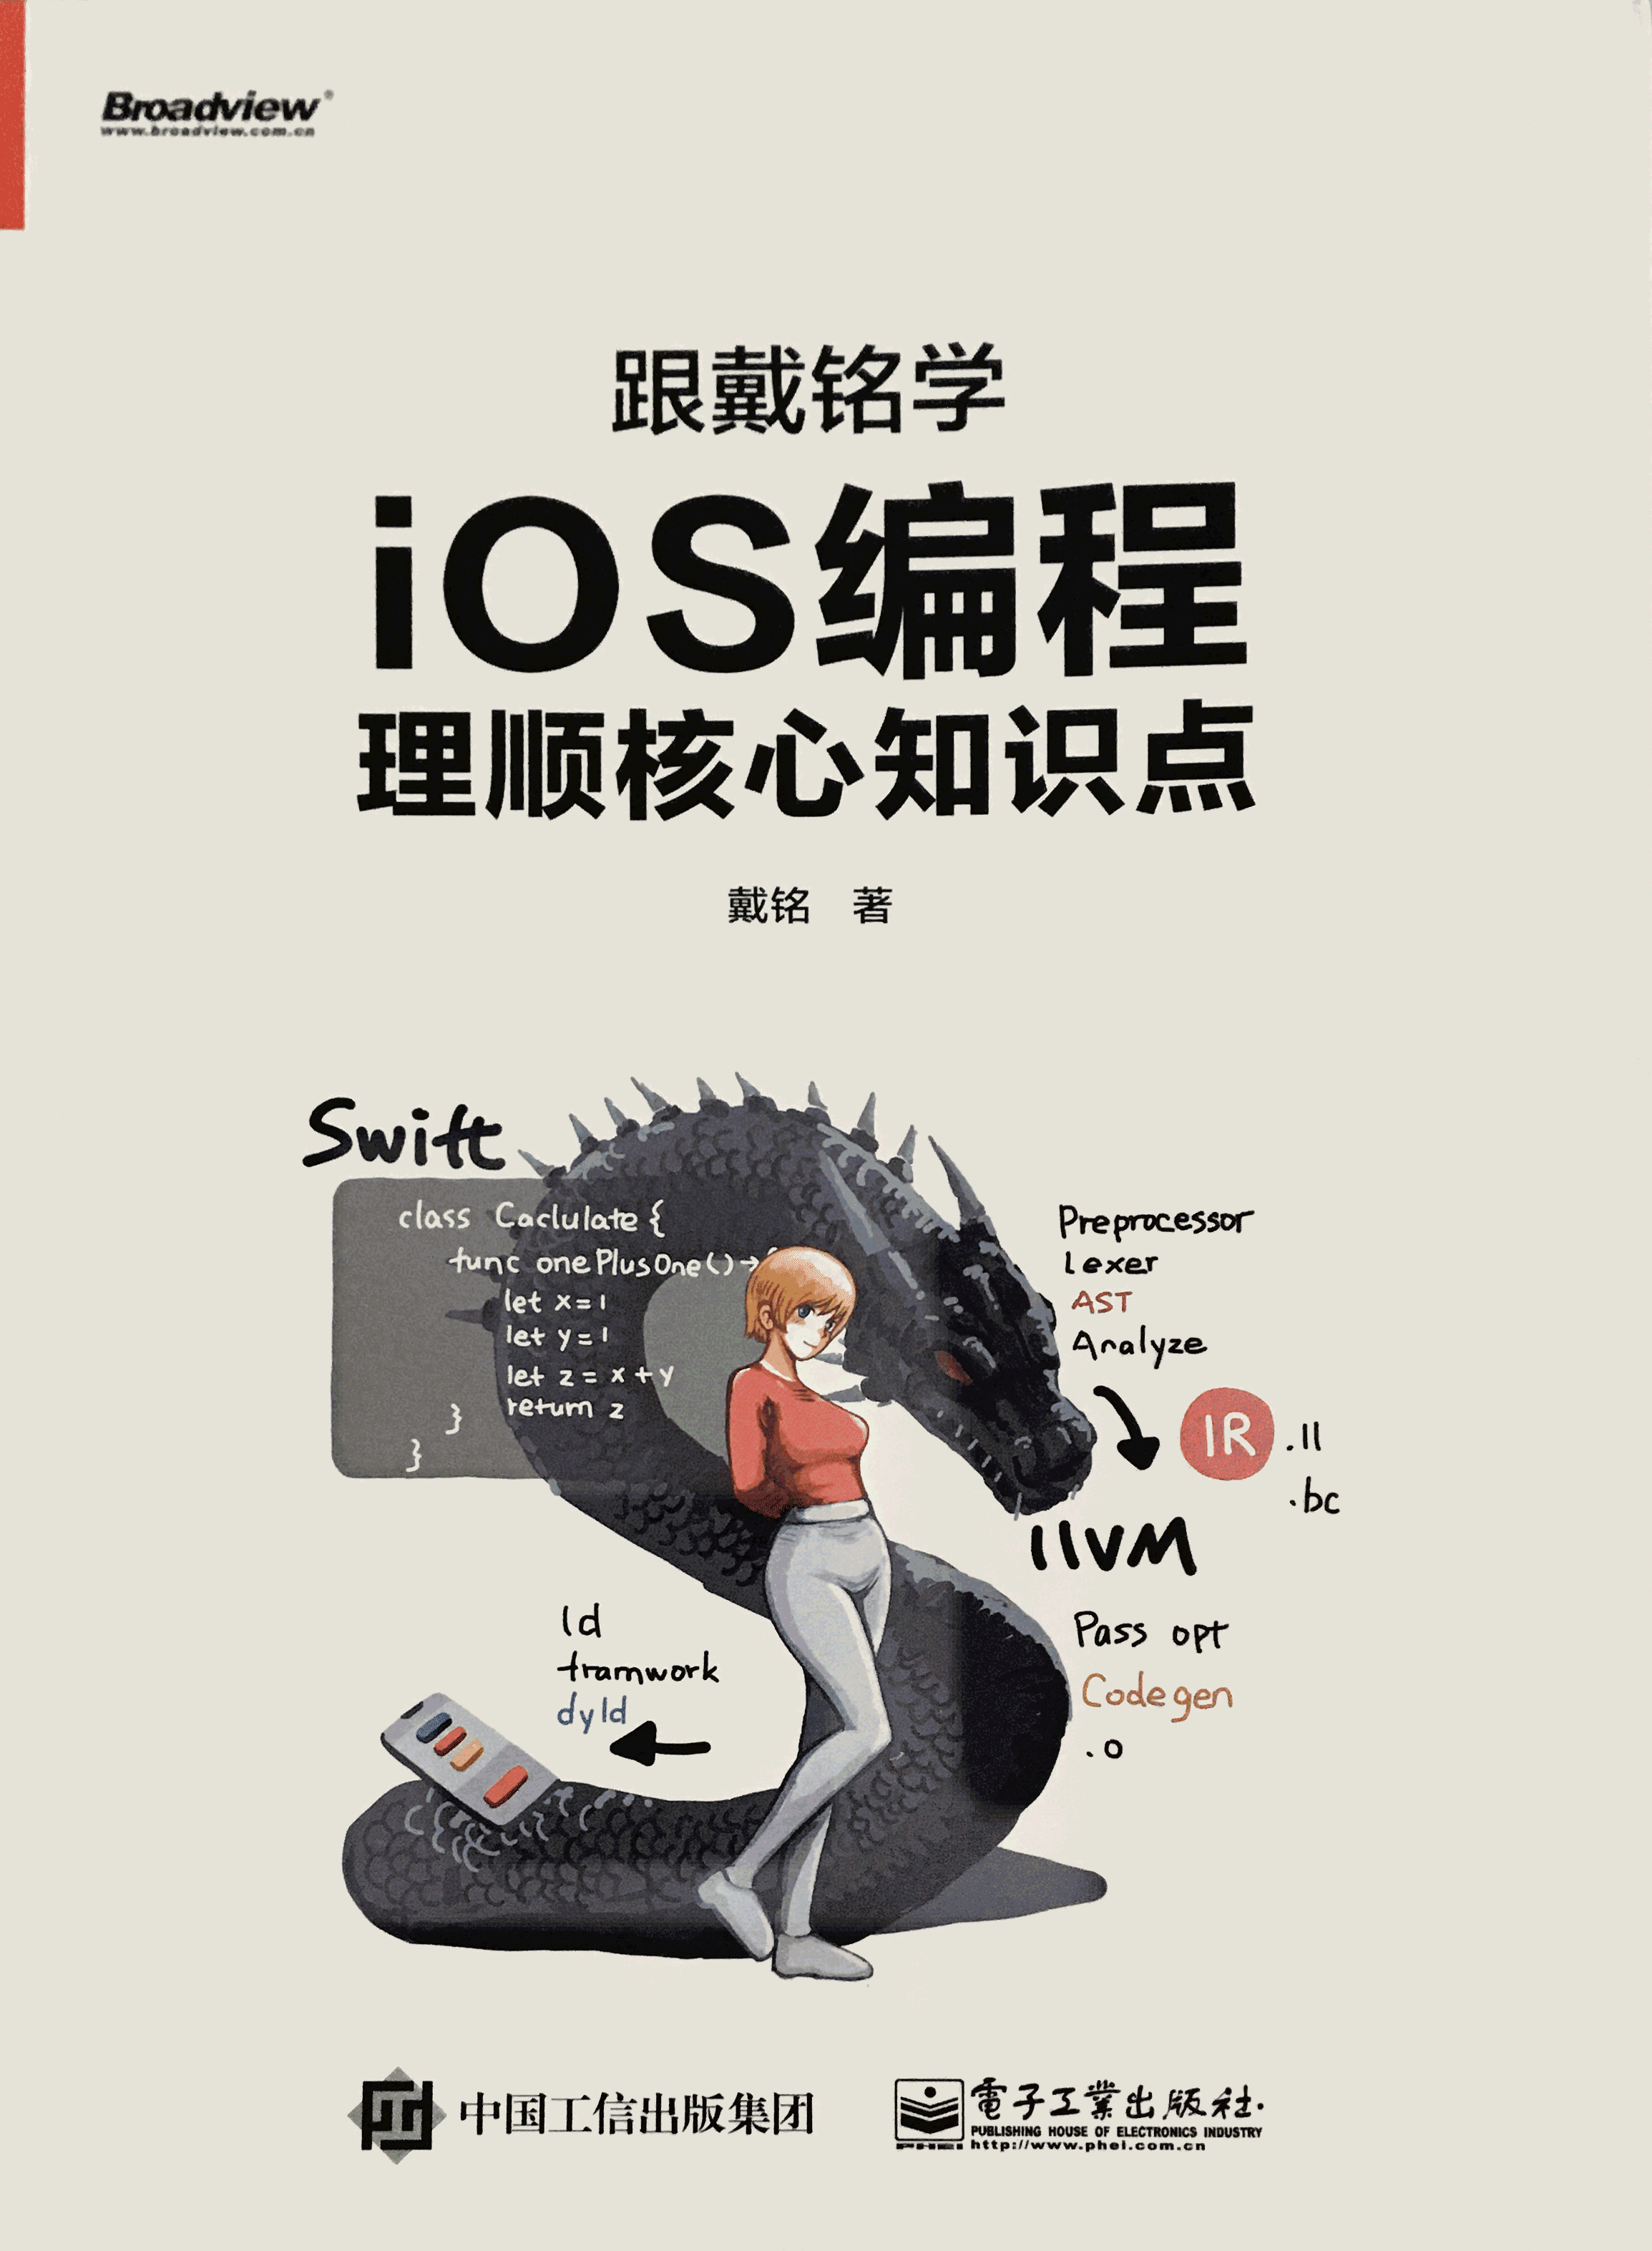 Broadview®
www.broadview.com.cn
跟戴铭学
iOS编程
理顺核心知识点
戴铭 著
Swift
class Caclulate {
func onePlusOne() → {
let x = 1
let y = 1
let z = x + y
return z
}
}
Preprocessor
Lexer
AST
Analyze
IR
.ll
.bc
llVM
Pass opt
Codegen
.o
ld
framwork
dyld
中国工信出版集团
電子工業出版社.
PUBLISHING HOUSE OF ELECTRONICS INDUSTRY
PHEI
http://www.phei.com.cn